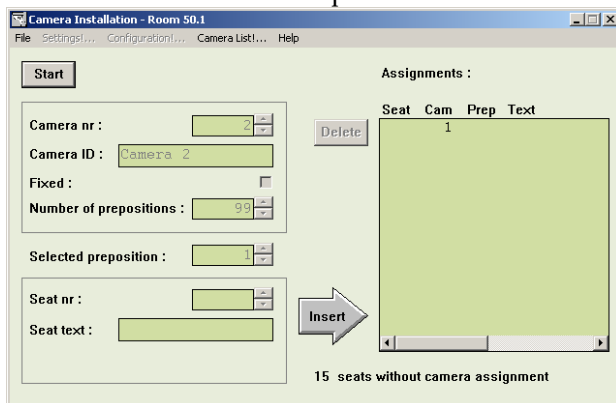 Camera Installation - Room 50.1
File Settings!... Configuration!... Camera List!... Help
Start
Assignments :
Seat Cam Prep Text
1
Delete
Camera nr : 2
Camera ID : Camera 2
Fixed :
Number of prepositions : 99
Selected preposition : 1
Seat nr :
Seat text :
Insert
15 seats without camera assignment